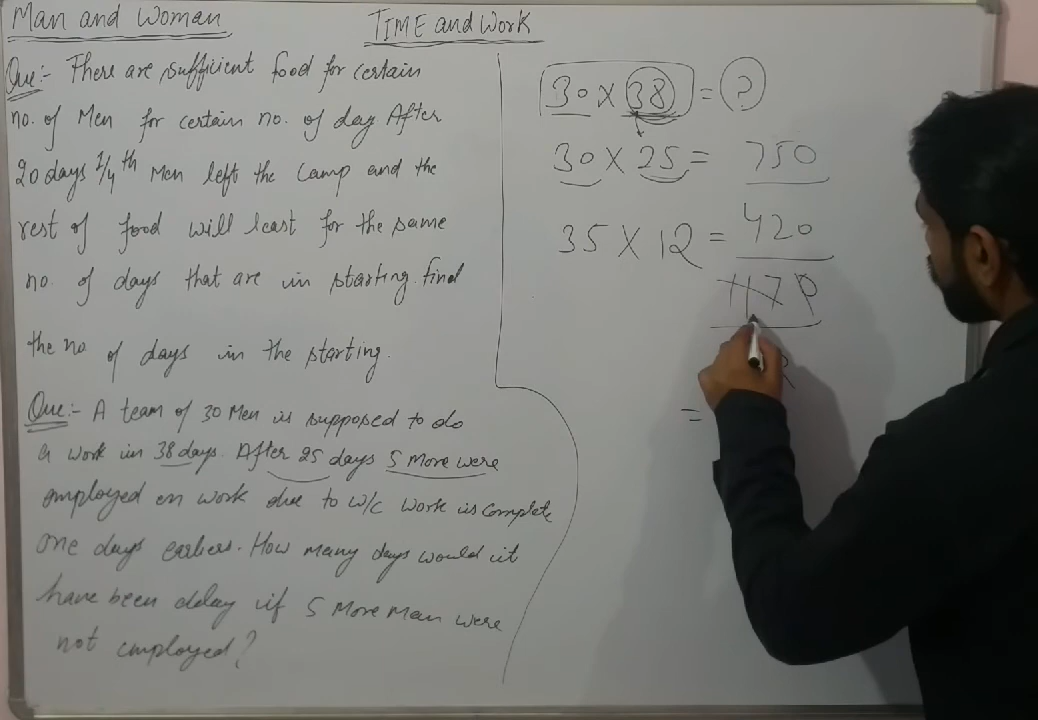 Man and Woman
TIME and Work
Que:- There are sufficient food for certain
no. of Men for certain no. of day After
20 days 1/4th Men left the camp and the
rest of food will least for the same
no. of days that are in starting. find
the no of days in the starting.
Que:- A team of 30 Men is supposed to do
a work in 38 days. After 25 days 5 More were
employed on work due to w/c work is complete
one days earliers. How many days would it
have been delay if 5 More Man were
not employed?
30 × 38 = ?
30 × 25 = 750
35 × 12 = 420
1170
=